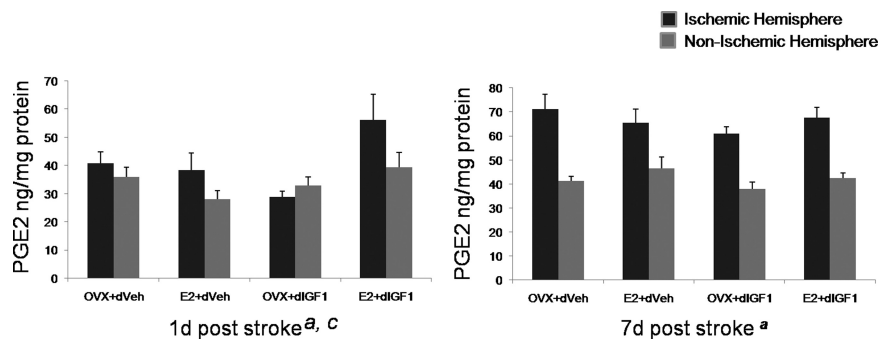 Ischemic Hemisphere
Non-Ischemic Hemisphere
PGE2 ng/mg protein
70
60
50
40
30
20
10
0
OVX+dVeh E2+dVeh OVX+dIGF1 E2+dIGF1
1d post stroke a, c
PGE2 ng/mg protein
80
70
60
50
40
30
20
10
0
OVX+dVeh E2+dVeh OVX+dIGF1 E2+dIGF1
7d post stroke a